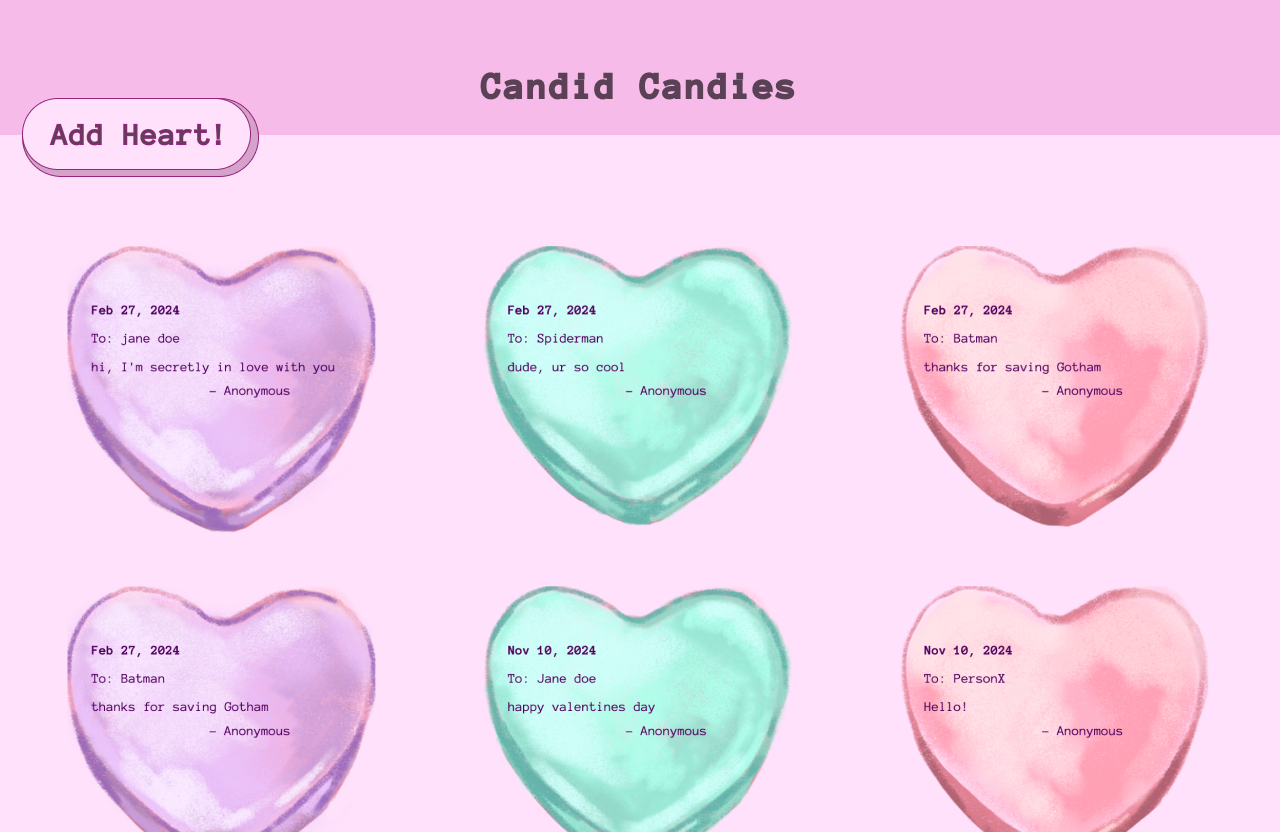 Candid Candies
Add Heart!
Feb 27, 2024
To: jane doe
hi, I'm secretly in love with you
– Anonymous
Feb 27, 2024
To: Spiderman
dude, ur so cool
– Anonymous
Feb 27, 2024
To: Batman
thanks for saving Gotham
– Anonymous
Feb 27, 2024
To: Batman
thanks for saving Gotham
– Anonymous
Nov 10, 2024
To: Jane doe
happy valentines day
– Anonymous
Nov 10, 2024
To: PersonX
Hello!
– Anonymous